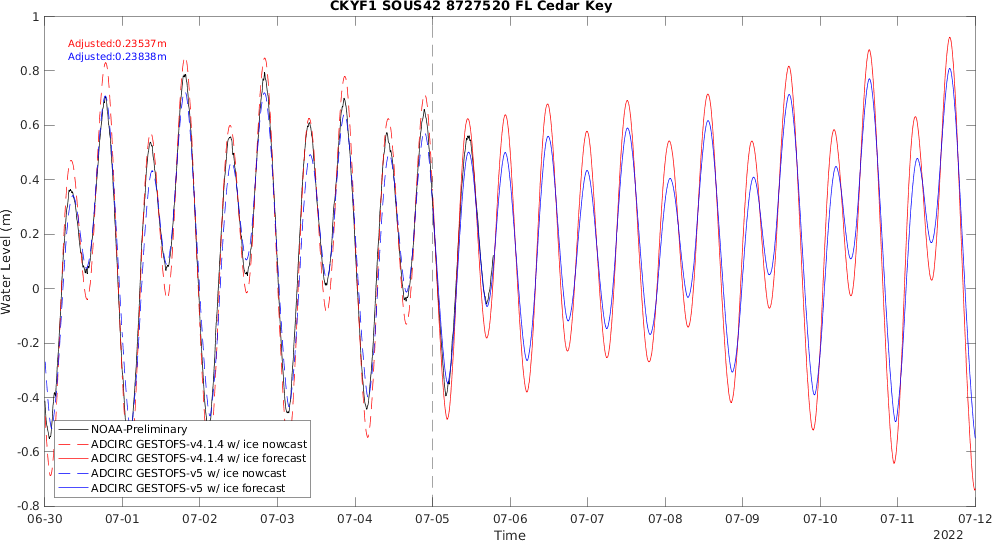 CKYF1 SOUS42 8727520 FL Cedar Key
Adjusted:0.23537m
Adjusted:0.23838m
1
0.8
0.6
0.4
0.2
0
-0.2
-0.4
-0.6
-0.8
Water Level (m)
NOAA-Preliminary
ADCIRC GESTOFS-v4.1.4 w/ ice nowcast
ADCIRC GESTOFS-v4.1.4 w/ ice forecast
ADCIRC GESTOFS-v5 w/ ice nowcast
ADCIRC GESTOFS-v5 w/ ice forecast
06-30 07-01 07-02 07-03 07-04 07-05 07-06 07-07 07-08 07-09 07-10 07-11 07-12
Time
2022